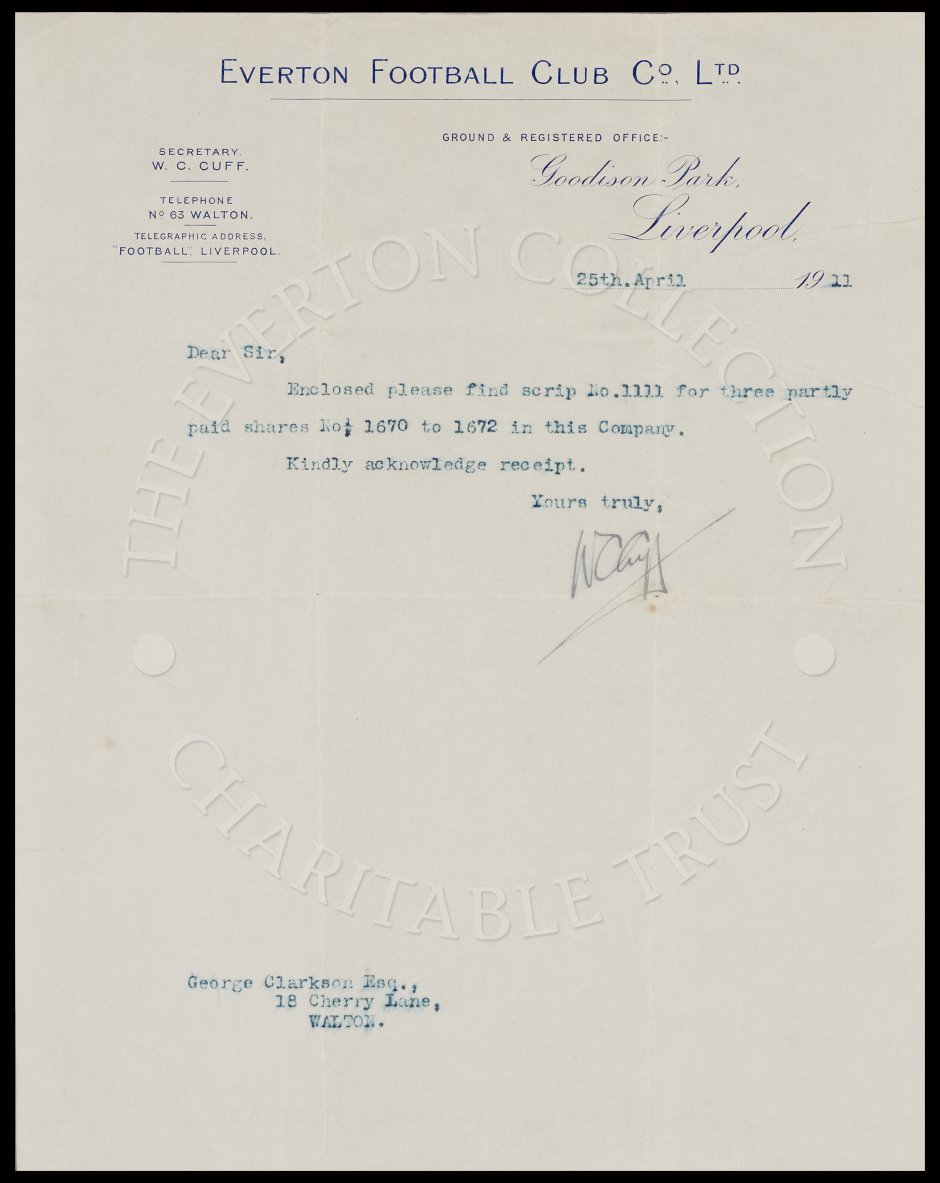 EVERTON FOOTBALL CLUB CO., LTD.
GROUND & REGISTERED OFFICE:-
Goodison Park,
Liverpool,
SECRETARY,
W. C. CUFF.
TELEPHONE
No 63 WALTON.
TELEGRAPHIC ADDRESS,
"FOOTBALL", LIVERPOOL.
25th.April 1911
Dear Sir,
Enclosed please find scrip No.1111 for three partly
paid shares No 1670 to 1672 in this Company.
Kindly acknowledge receipt.
Yours truly,
W C Cuff
George Clarkson Esq.,
18 Cherry Lane,
WALTON.
THE EVERTON COLLECTION
CHARITABLE TRUST